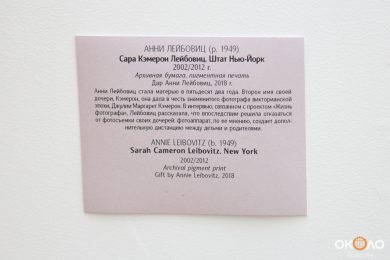 АННИ ЛЕЙБОВИЦ (р. 1949)
Сара Кэмерон Лейбовиц. Штат Нью-Йорк
2002/2012 г.
Архивная бумага, пигментная печать
Дар Анни Лейбовиц, 2018 г.
Анни Лейбовиц стала матерью в пятьдесят два года. Второе имя своей
дочери, Кэмерон, она дала в честь знаменитого фотографа викторианской
эпохи, Джулии Маргарет Кэмерон. В интервью, связанном с проектом «Жизнь
фотографа», Лейбовиц рассказала, что впоследствии решила отказаться
от фотосъемки своих дочерей: фотоаппарат, по ее мнению, создает допол-
нительную дистанцию между детьми и родителями.
ANNIE LEIBOVITZ (b. 1949)
Sarah Cameron Leibovitz. New York
2002/2012
Archival pigment print
Gift by Annie Leibovitz, 2018
ОКОЛО